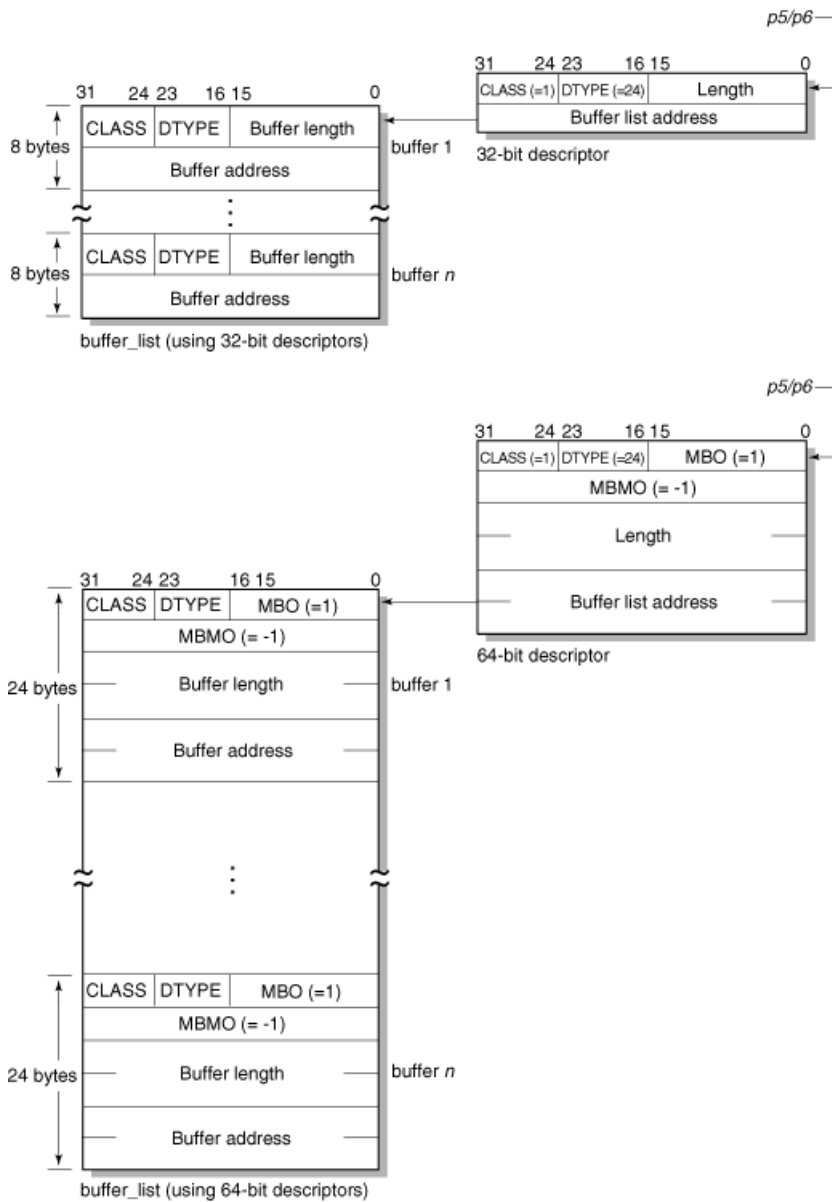 p5/p6
31 24 23 16 15 0
CLASS (=1) DTYPE (=24) Length
Buffer list address
32-bit descriptor
31 24 23 16 15 0
8 bytes
CLASS DTYPE Buffer length
buffer 1
Buffer address
8 bytes
CLASS DTYPE Buffer length
buffer n
Buffer address
buffer_list (using 32-bit descriptors)
p5/p6
31 24 23 16 15 0
CLASS (=1) DTYPE (=24) MBO (=1)
MBMO (= -1)
Length
Buffer list address
64-bit descriptor
31 24 23 16 15 0
CLASS DTYPE MBO (=1)
MBMO (= -1)
24 bytes
Buffer length
buffer 1
Buffer address
CLASS DTYPE MBO (=1)
MBMO (= -1)
24 bytes
Buffer length
buffer n
Buffer address
buffer_list (using 64-bit descriptors)